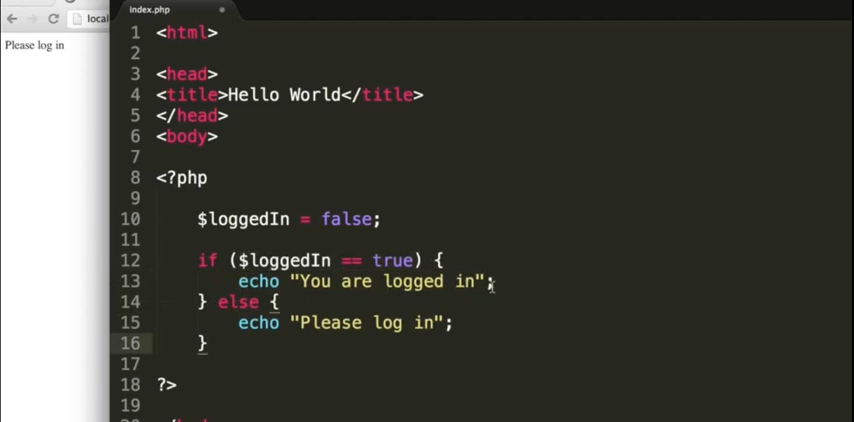 index.php
local
Please log in
1 <html>
2
3 <head>
4 <title>Hello World</title>
5 </head>
6 <body>
7
8 <?php
9
10 $loggedIn = false;
11
12 if ($loggedIn == true) {
13 echo "You are logged in";
14 } else {
15 echo "Please log in";
16 }
17
18 ?>
19